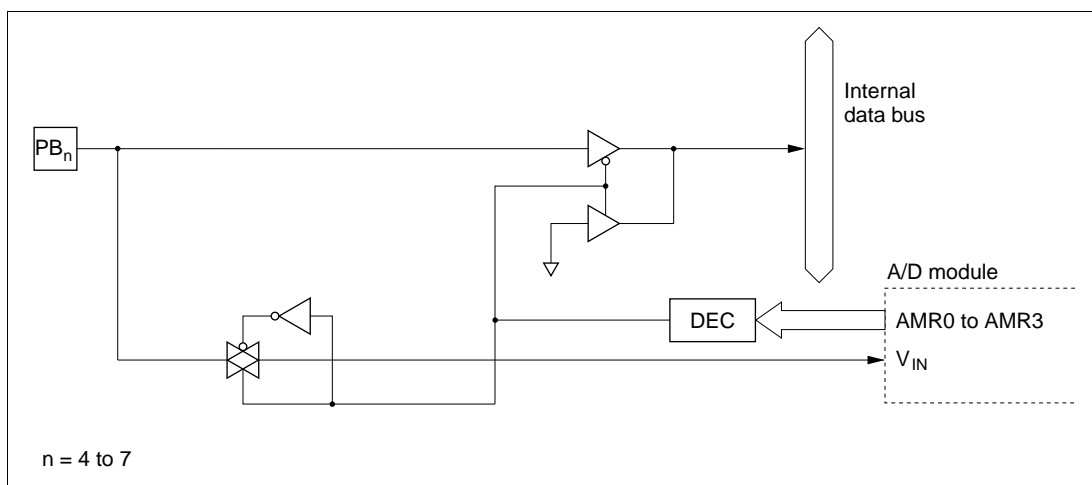 Internal
data bus
PBn
A/D module
DEC
AMR0 to AMR3
VIN
n = 4 to 7